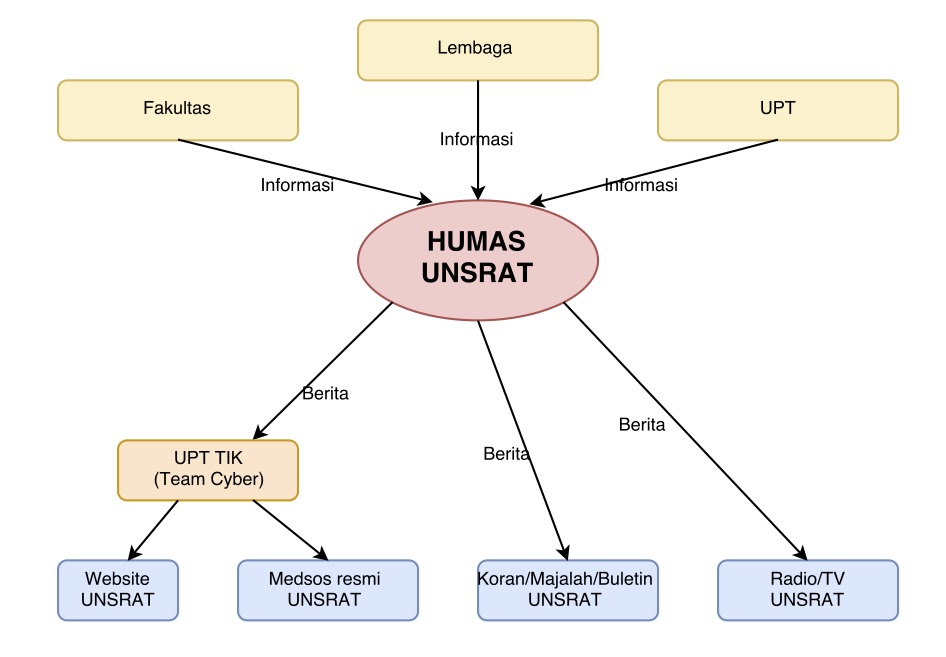 Lembaga
Fakultas
UPT
Informasi
Informasi
Informasi
HUMAS
UNSRAT
Berita
Berita
Berita
UPT TIK
(Team Cyber)
Website
UNSRAT
Medsos resmi
UNSRAT
Koran/Majalah/Buletin
UNSRAT
Radio/TV
UNSRAT